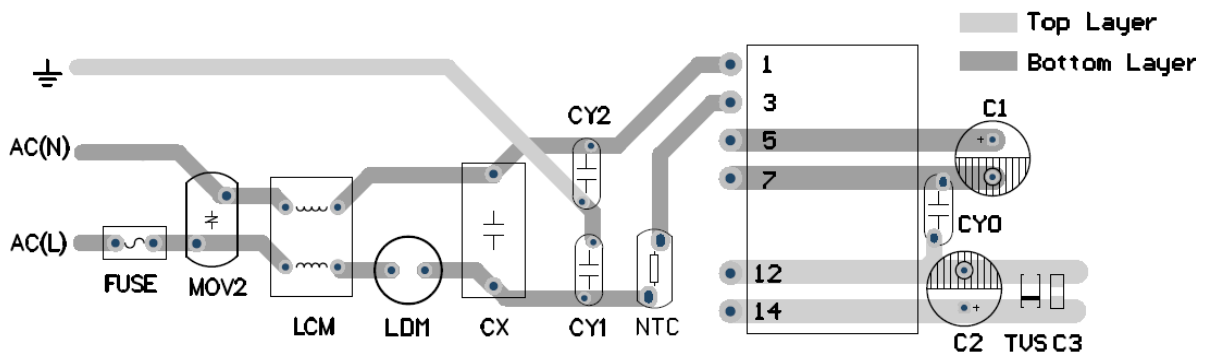 Top Layer
Bottom Layer
AC(N)
AC(L)
FUSE
MOV2
LCM
LDM
CX
CY2
CY1
NTC
1
3
5
7
12
14
+
C1
CY0
+
C2
TVS C3